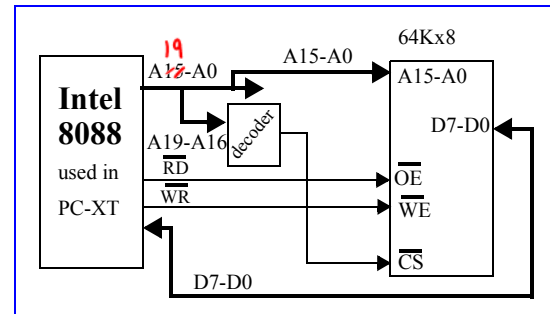 64Kx8
19
A15-A0
A15-A0
A15-A0
Intel
8088
used in
PC-XT
decoder
D7-D0
A19-A16
RD
OE
WR
WE
CS
D7-D0